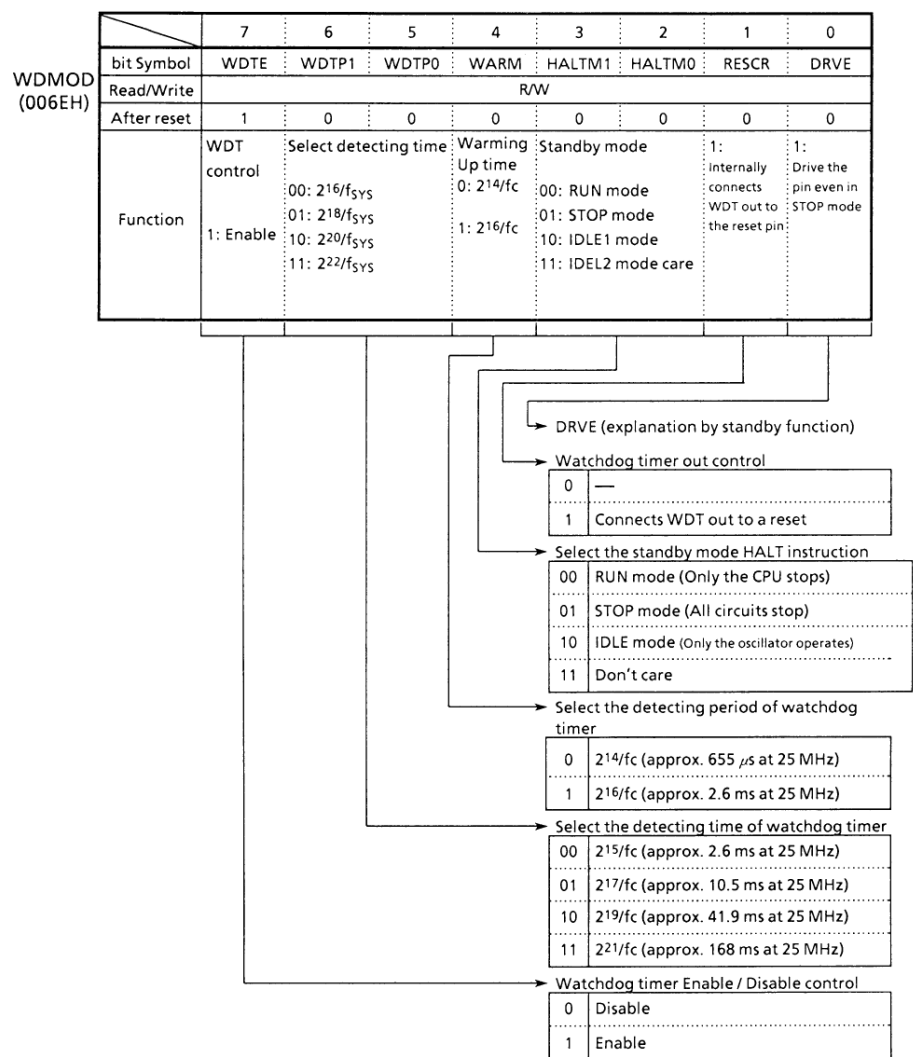 7 6 5 4 3 2 1 0
bit Symbol WDTE WDTP1 WDTP0 WARM HALTM1 HALTM0 RESCR DRVE
WDMOD
(006EH)
Read/Write R/W
After reset 1 0 0 0 0 0 0 0
Function
WDT
control
1: Enable
Select detecting time
00: 2¹⁶/fSYS
01: 2¹⁸/fSYS
10: 2²⁰/fSYS
11: 2²²/fSYS
Warming
Up time
0: 2¹⁴/fc
1: 2¹⁶/fc
Standby mode
00: RUN mode
01: STOP mode
10: IDLE1 mode
11: IDEL2 mode care
1:
Internally
connects
WDT out to
the reset pin
1:
Drive the
pin even in
STOP mode
DRVE (explanation by standby function)
Watchdog timer out control
0 —
1 Connects WDT out to a reset
Select the standby mode HALT instruction
00 RUN mode (Only the CPU stops)
01 STOP mode (All circuits stop)
10 IDLE mode (Only the oscillator operates)
11 Don't care
Select the detecting period of watchdog
timer
0 2¹⁴/fc (approx. 655 μs at 25 MHz)
1 2¹⁶/fc (approx. 2.6 ms at 25 MHz)
Select the detecting time of watchdog timer
00 2¹⁵/fc (approx. 2.6 ms at 25 MHz)
01 2¹⁷/fc (approx. 10.5 ms at 25 MHz)
10 2¹⁹/fc (approx. 41.9 ms at 25 MHz)
11 2²¹/fc (approx. 168 ms at 25 MHz)
Watchdog timer Enable / Disable control
0 Disable
1 Enable